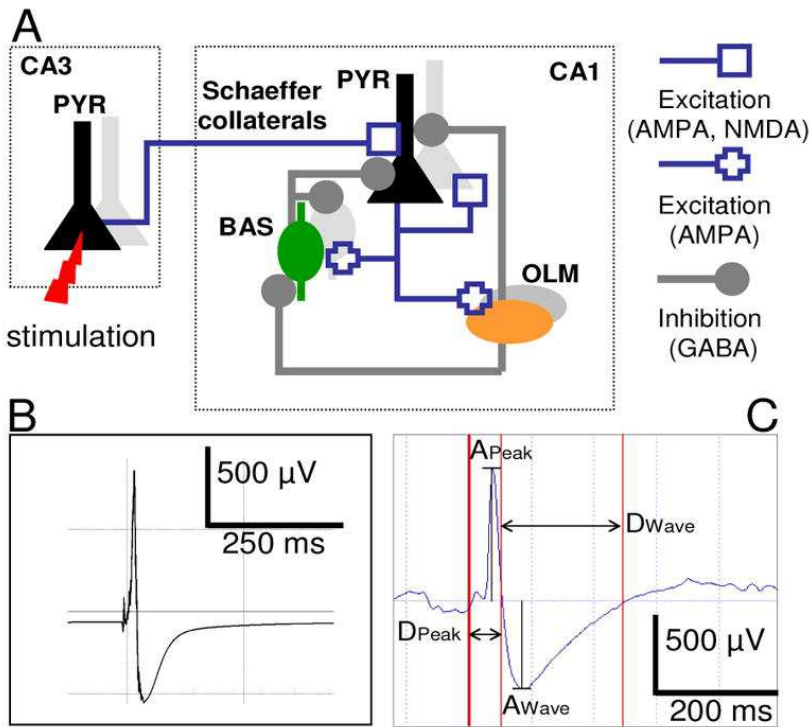 A
CA3
PYR
stimulation
Schaeffer
collaterals
PYR
CA1
BAS
OLM
Excitation
(AMPA, NMDA)
Excitation
(AMPA)
Inhibition
(GABA)
B
500 µV
250 ms
C
APeak
DWave
DPeak
AWave
500 µV
200 ms